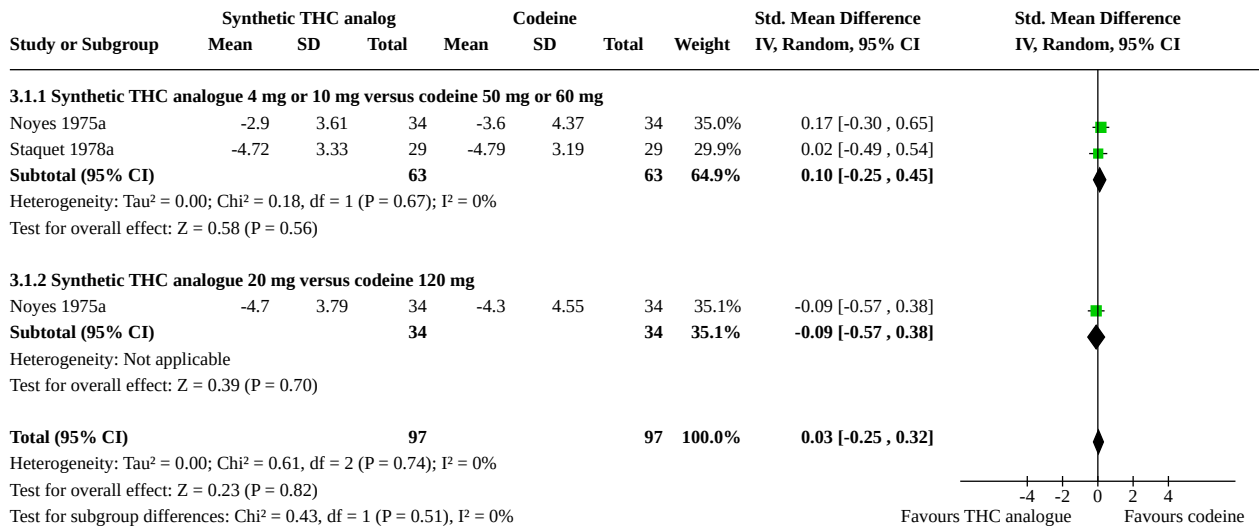 Synthetic THC analog Codeine Std. Mean Difference Std. Mean Difference
Study or Subgroup Mean SD Total Mean SD Total Weight IV, Random, 95% CI IV, Random, 95% CI
3.1.1 Synthetic THC analogue 4 mg or 10 mg versus codeine 50 mg or 60 mg
Noyes 1975a -2.9 3.61 34 -3.6 4.37 34 35.0% 0.17 [-0.30 , 0.65]
Staquet 1978a -4.72 3.33 29 -4.79 3.19 29 29.9% 0.02 [-0.49 , 0.54]
Subtotal (95% CI) 63 63 64.9% 0.10 [-0.25 , 0.45]
Heterogeneity: Tau² = 0.00; Chi² = 0.18, df = 1 (P = 0.67); I² = 0%
Test for overall effect: Z = 0.58 (P = 0.56)
3.1.2 Synthetic THC analogue 20 mg versus codeine 120 mg
Noyes 1975a -4.7 3.79 34 -4.3 4.55 34 35.1% -0.09 [-0.57 , 0.38]
Subtotal (95% CI) 34 34 35.1% -0.09 [-0.57 , 0.38]
Heterogeneity: Not applicable
Test for overall effect: Z = 0.39 (P = 0.70)
Total (95% CI) 97 97 100.0% 0.03 [-0.25 , 0.32]
Heterogeneity: Tau² = 0.00; Chi² = 0.61, df = 2 (P = 0.74); I² = 0%
Test for overall effect: Z = 0.23 (P = 0.82)
-4 -2 0 2 4
Test for subgroup differences: Chi² = 0.43, df = 1 (P = 0.51), I² = 0% Favours THC analogue Favours codeine